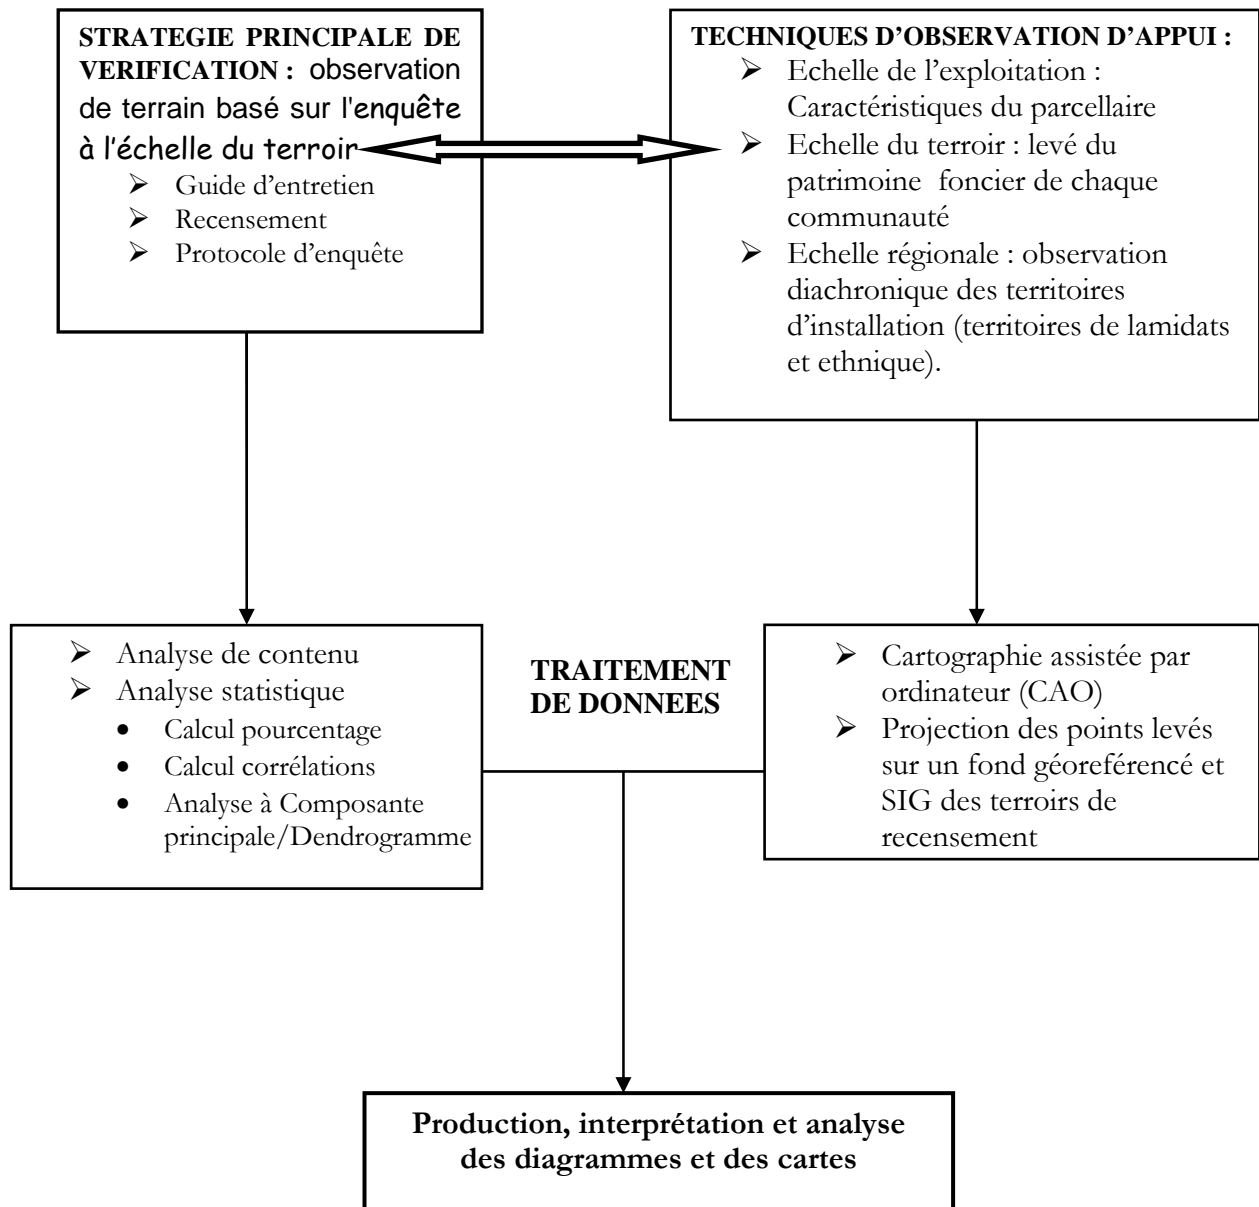 STRATEGIE PRINCIPALE DE
VERIFICATION : observation
de terrain basé sur l'enquête
à l'échelle du terroir
➢ Guide d'entretien
➢ Recensement
➢ Protocole d'enquête
TECHNIQUES D'OBSERVATION D'APPUI :
➢ Echelle de l'exploitation :
Caractéristiques du parcellaire
➢ Echelle du terroir : levé du
patrimoine foncier de chaque
communauté
➢ Echelle régionale : observation
diachronique des territoires
d'installation (territoires de lamidats
et ethnique).
➢ Analyse de contenu
➢ Analyse statistique
• Calcul pourcentage
• Calcul corrélations
• Analyse à Composante
principale/Dendrogramme
TRAITEMENT
DE DONNEES
➢ Cartographie assistée par
ordinateur (CAO)
➢ Projection des points levés
sur un fond géoreférencé et
SIG des terroirs de
recensement
Production, interprétation et analyse
des diagrammes et des cartes